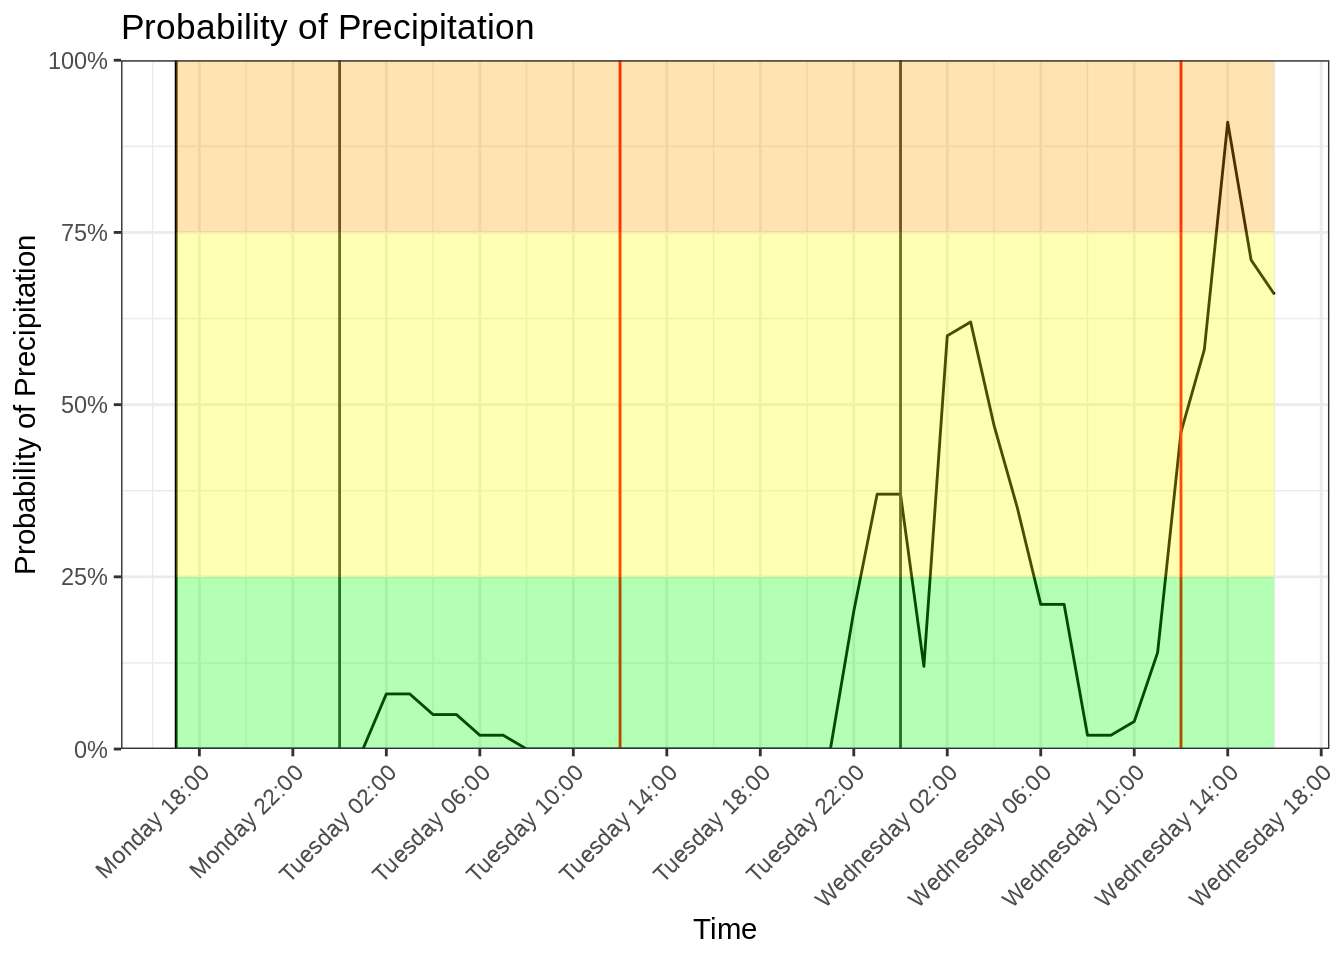 Probability of Precipitation
Probability of Precipitation
100%
75%
50%
25%
0%
Monday 18:00
Monday 22:00
Tuesday 02:00
Tuesday 06:00
Tuesday 10:00
Tuesday 14:00
Tuesday 18:00
Tuesday 22:00
Wednesday 02:00
Wednesday 06:00
Wednesday 10:00
Wednesday 14:00
Wednesday 18:00
Time